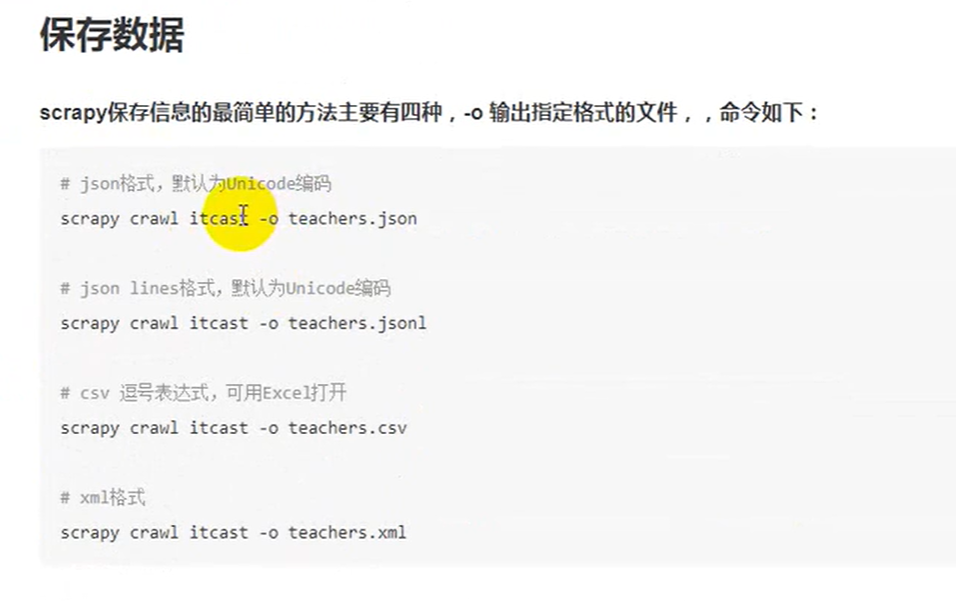 保存数据
scrapy保存信息的最简单的方法主要有四种，-o 输出指定格式的文件，，命令如下：
# json格式，默认为Unicode编码
scrapy crawl itcast -o teachers.json
# json lines格式，默认为Unicode编码
scrapy crawl itcast -o teachers.jsonl
# csv 逗号表达式，可用Excel打开
scrapy crawl itcast -o teachers.csv
# xml格式
scrapy crawl itcast -o teachers.xml